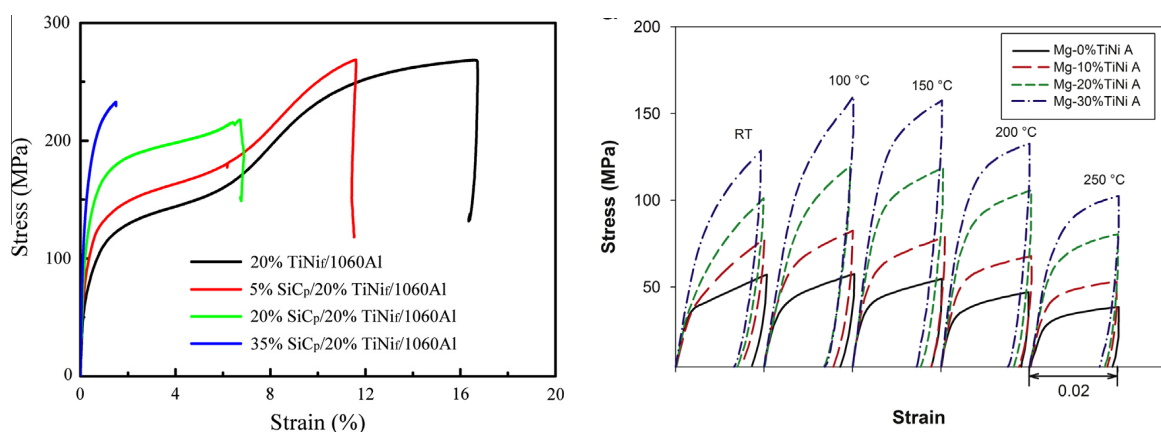 300
200
100
0
0
4
8
12
16
20
Stress (MPa)
Strain (%)
20% TiNif/1060Al
5% SiCp/20% TiNif/1060Al
20% SiCp/20% TiNif/1060Al
35% SiCp/20% TiNif/1060Al
200
150
100
50
Stress (MPa)
Strain
RT
100 °C
150 °C
200 °C
250 °C
0.02
Mg-0%TiNi A
Mg-10%TiNi A
Mg-20%TiNi A
Mg-30%TiNi A